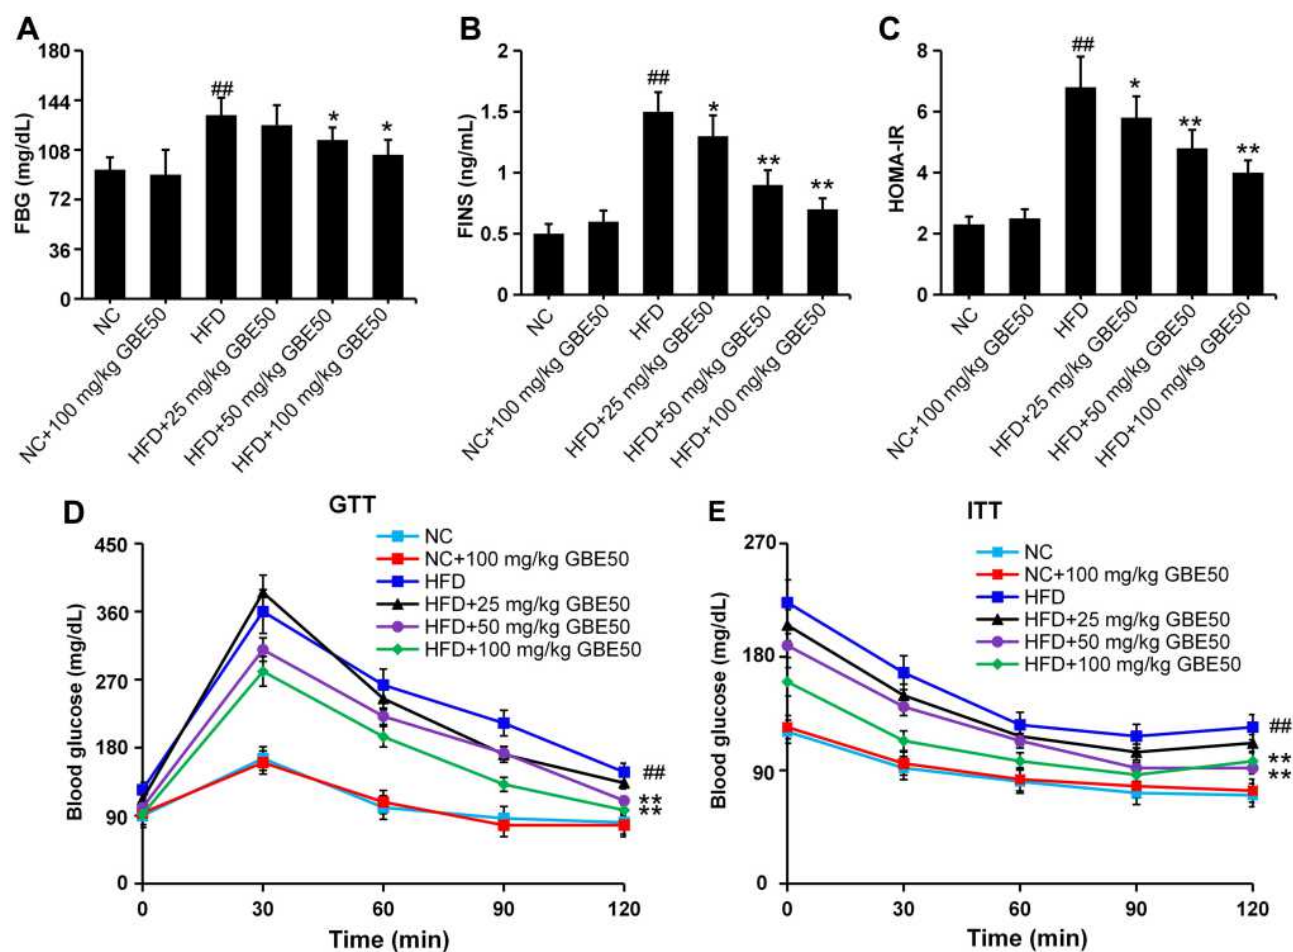 A
FBG (mg/dL)
180
144
108
72
36
0
##
*
*
NC
NC+100 mg/kg GBE50
HFD
HFD+25 mg/kg GBE50
HFD+50 mg/kg GBE50
HFD+100 mg/kg GBE50
B
FINS (ng/mL)
2
1.5
1
0.5
0
##
*
**
**
NC
NC+100 mg/kg GBE50
HFD
HFD+25 mg/kg GBE50
HFD+50 mg/kg GBE50
HFD+100 mg/kg GBE50
C
HOMA-IR
8
6
4
2
0
##
*
**
**
NC
NC+100 mg/kg GBE50
HFD
HFD+25 mg/kg GBE50
HFD+50 mg/kg GBE50
HFD+100 mg/kg GBE50
D
GTT
NC
NC+100 mg/kg GBE50
HFD
HFD+25 mg/kg GBE50
HFD+50 mg/kg GBE50
HFD+100 mg/kg GBE50
Blood glucose (mg/dL)
450
360
270
180
90
0
##
**
**
0 30 60 90 120
Time (min)
E
ITT
NC
NC+100 mg/kg GBE50
HFD
HFD+25 mg/kg GBE50
HFD+50 mg/kg GBE50
HFD+100 mg/kg GBE50
Blood glucose (mg/dL)
270
180
90
0
##
**
**
0 30 60 90 120
Time (min)